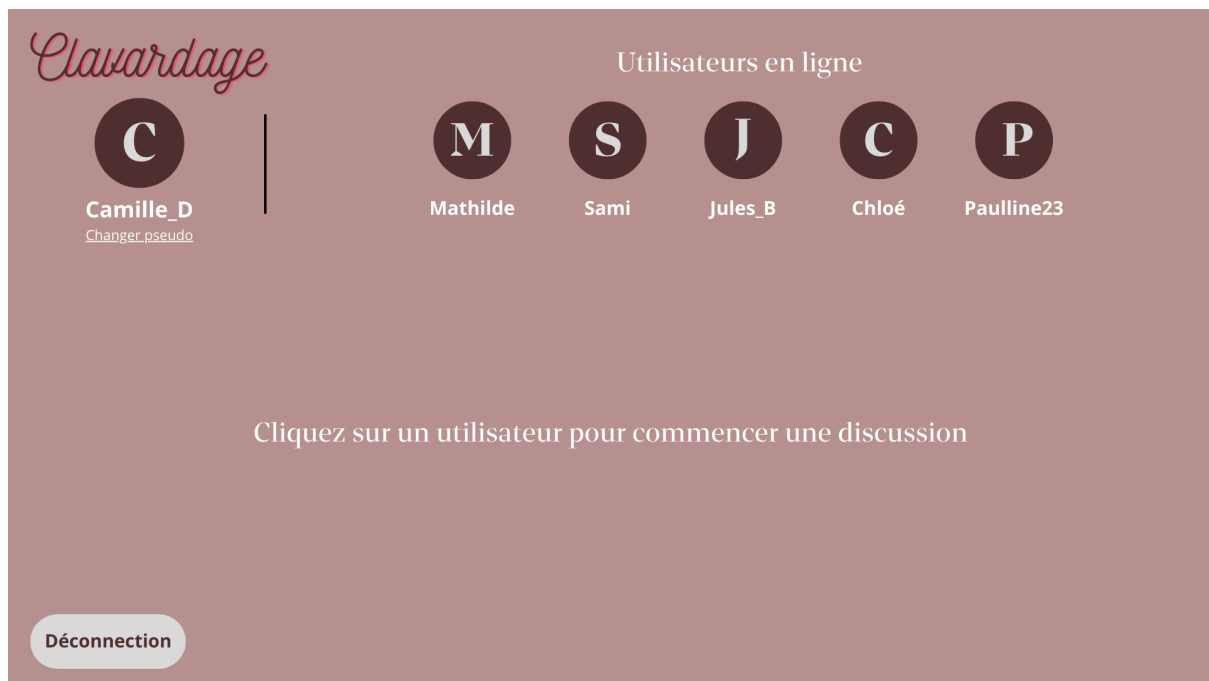 Clavardage
Utilisateurs en ligne
C
M S J C P
Camille_D
Mathilde Sami Jules_B Chloé Paulline23
Changer pseudo
Cliquez sur un utilisateur pour commencer une discussion
Déconnection